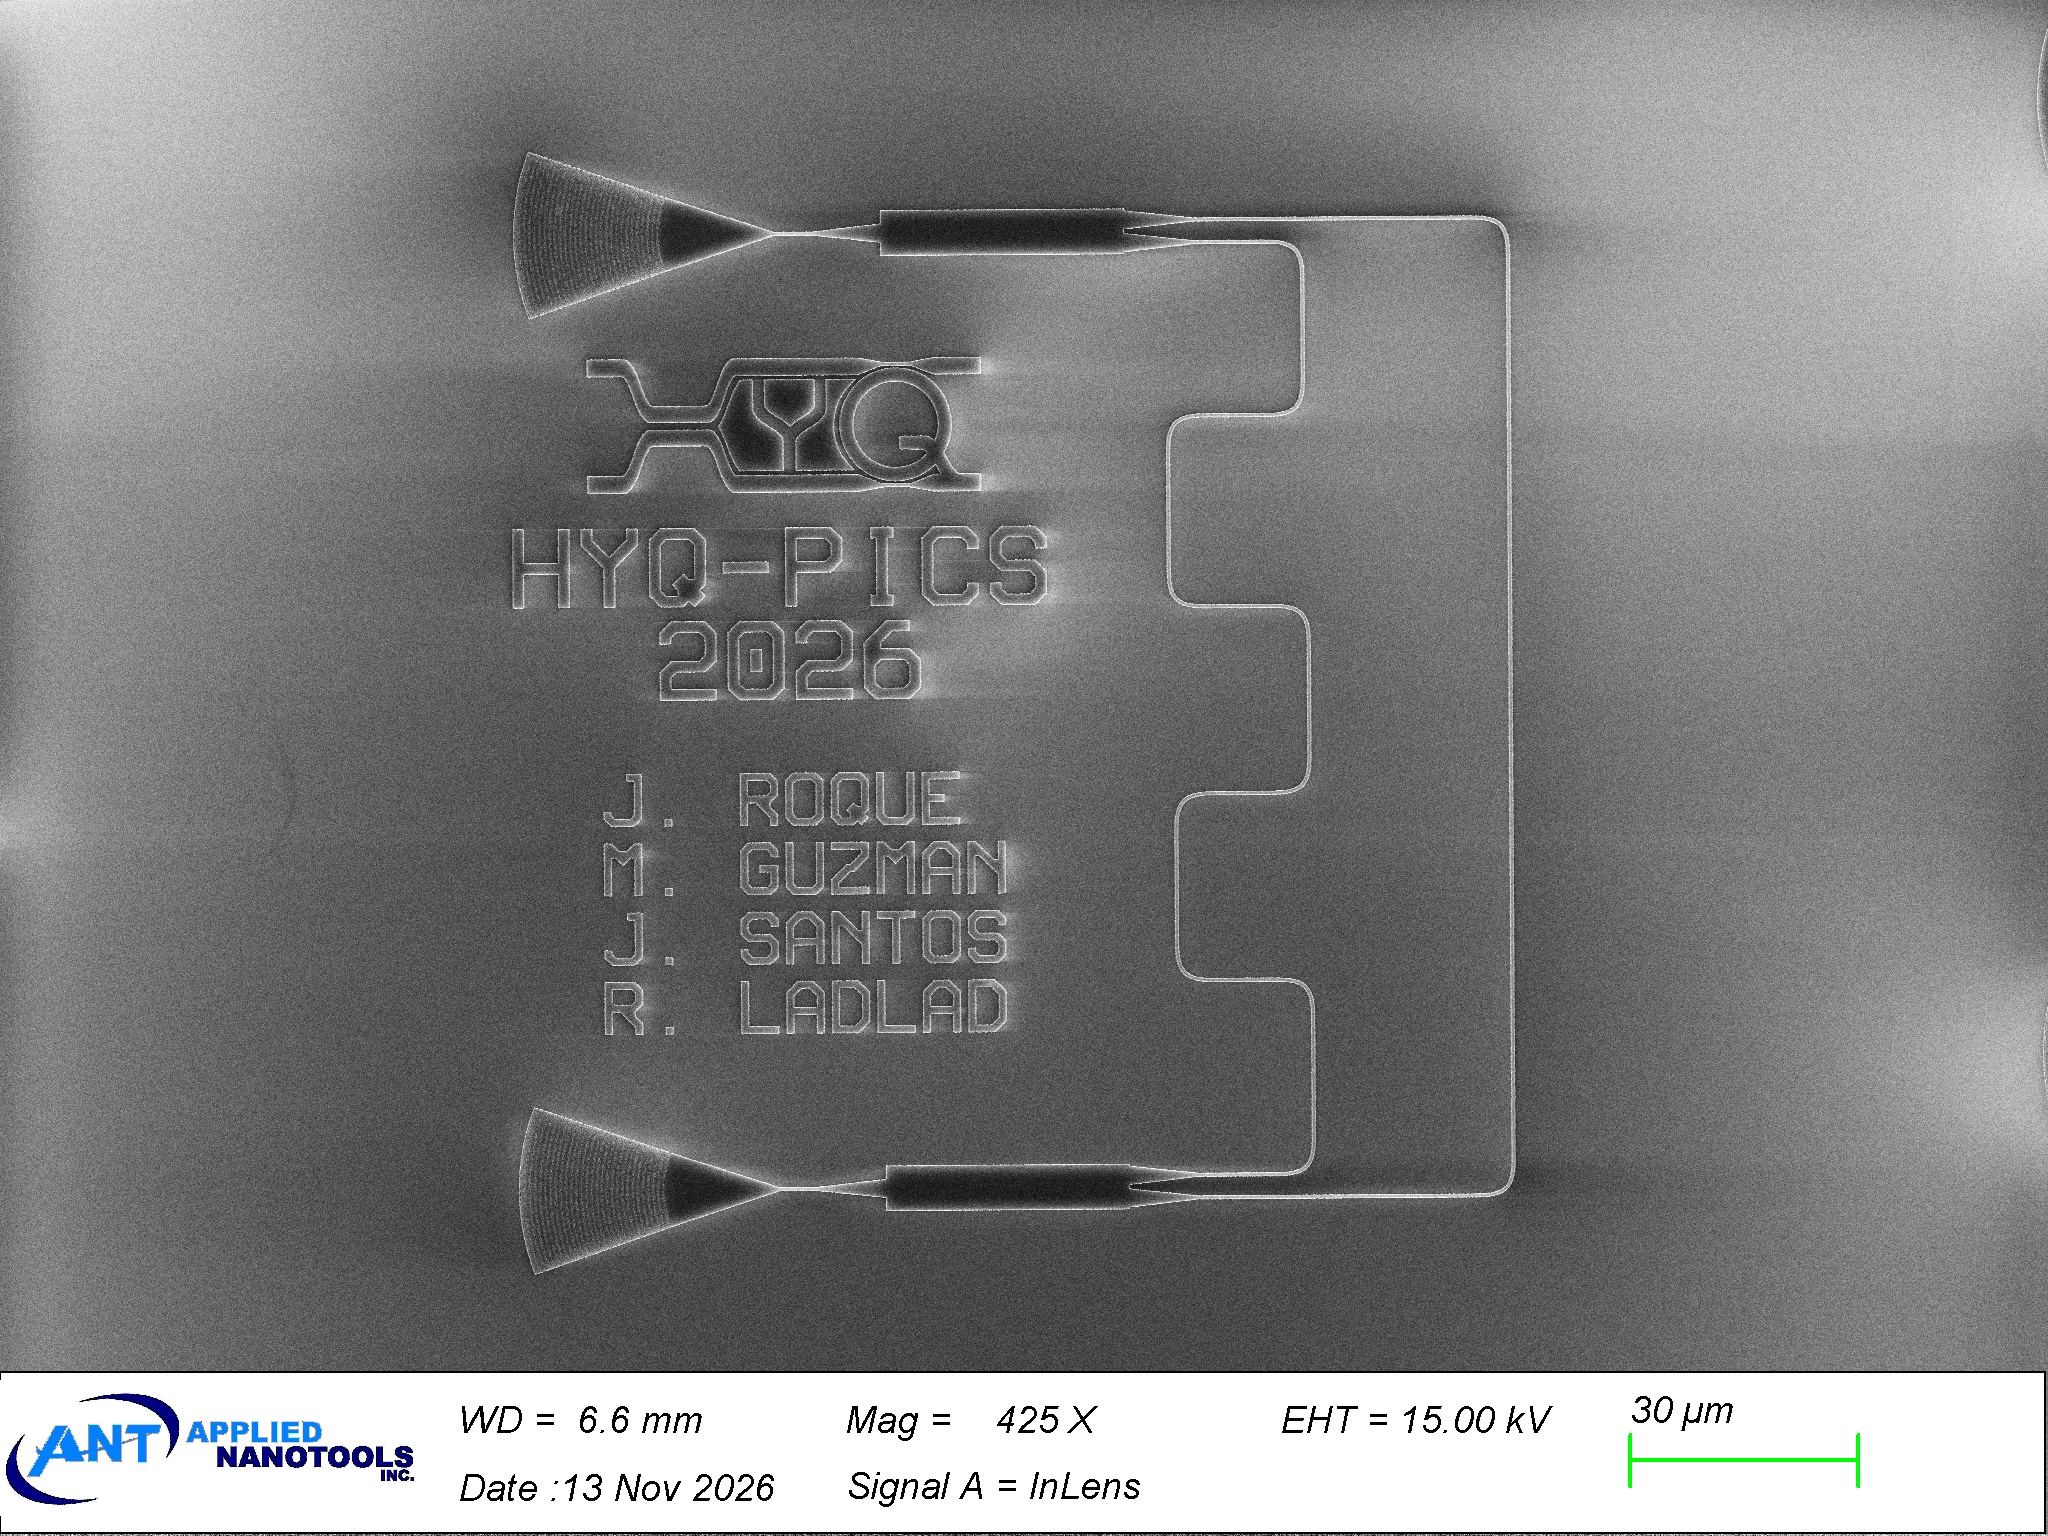 HYQ
HYQ-PICS
2026
J. ROQUE
M. GUZMAN
J. SANTOS
R. LADLAD
ANT APPLIED NANOTOOLS INC.
WD = 6.6 mm Mag = 425 X EHT = 15.00 kV 30 µm
Date :13 Nov 2026 Signal A = InLens